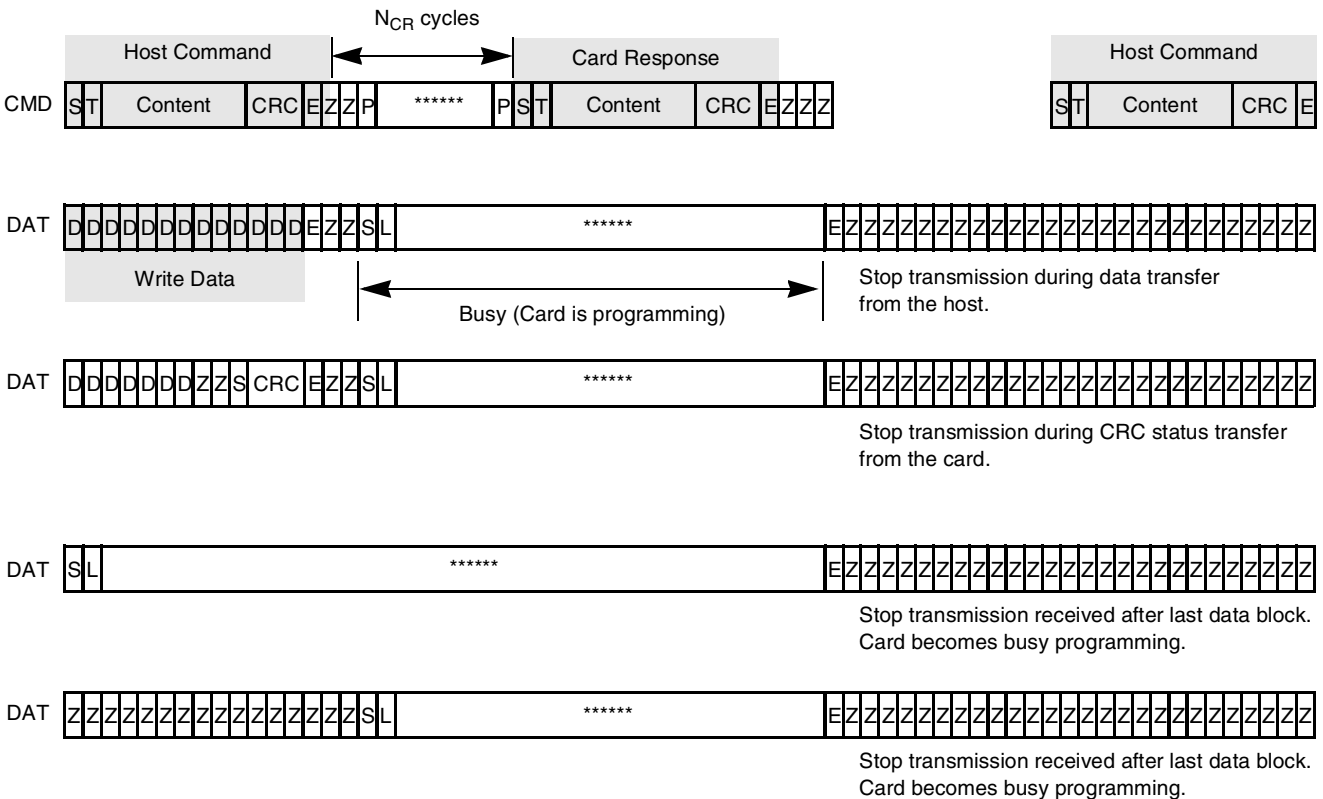 N_CR cycles
Host Command
Card Response
Host Command
CMD S T Content CRC E Z Z P ****** P S T Content CRC E Z Z Z S T Content CRC E
DAT D D D D D D D D D D D D D E Z Z S L ****** E Z Z Z Z Z Z Z Z Z Z Z Z Z Z Z Z Z Z Z Z Z Z Z Z Z Z
Write Data
Busy (Card is programming)
Stop transmission during data transfer
from the host.
DAT D D D D D D D Z Z S CRC E Z Z S L ****** E Z Z Z Z Z Z Z Z Z Z Z Z Z Z Z Z Z Z Z Z Z Z Z Z Z Z
Stop transmission during CRC status transfer
from the card.
DAT S L ****** E Z Z Z Z Z Z Z Z Z Z Z Z Z Z Z Z Z Z Z Z Z Z Z Z Z Z
Stop transmission received after last data block.
Card becomes busy programming.
DAT Z Z Z Z Z Z Z Z Z Z Z Z Z Z Z Z S L ****** E Z Z Z Z Z Z Z Z Z Z Z Z Z Z Z Z Z Z Z Z Z Z Z Z Z Z
Stop transmission received after last data block.
Card becomes busy programming.